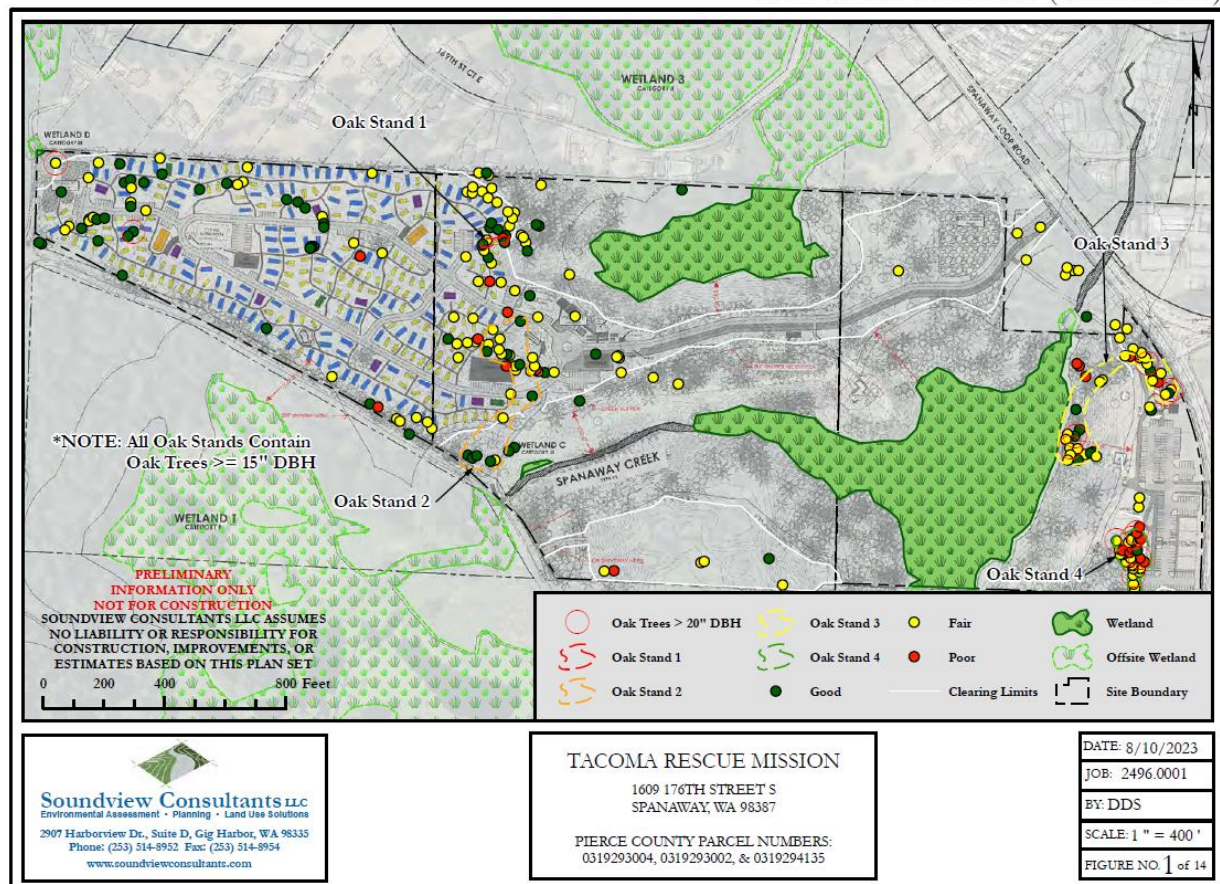 169TH ST CT E
WETLAND 3
CATEGORY II
SPANAWAY LOOP ROAD
N
Oak Stand 1
WETLAND D
CATEGORY III
Oak Stand 3
*NOTE: All Oak Stands Contain
Oak Trees >= 15" DBH
WETLAND C
CATEGORY III
SPANAWAY CREEK
Oak Stand 2
WETLAND 1
Oak Stand 4
PRELIMINARY
INFORMATION ONLY
NOT FOR CONSTRUCTION
SOUNDVIEW CONSULTANTS LLC ASSUMES
NO LIABILITY OR RESPONSIBILITY FOR
CONSTRUCTION, IMPROVEMENTS, OR
ESTIMATES BASED ON THIS PLAN SET
0 200 400 800 Feet
Oak Trees > 20" DBH
Oak Stand 1
Oak Stand 2
Oak Stand 3
Oak Stand 4
Good
Fair
Poor
Clearing Limits
Wetland
Offsite Wetland
Site Boundary
Soundview Consultants LLC
Environmental Assessment • Planning • Land Use Solutions
2907 Harborview Dr., Suite D, Gig Harbor, WA 98335
Phone: (253) 514-8952 Fax: (253) 514-8954
www.soundviewconsultants.com
TACOMA RESCUE MISSION
1609 176TH STREET S
SPANAWAY, WA 98387
PIERCE COUNTY PARCEL NUMBERS:
0319293004, 0319293002, & 0319294135
DATE: 8/10/2023
JOB: 2496.0001
BY: DDS
SCALE: 1 " = 400 '
FIGURE NO. 1 of 14